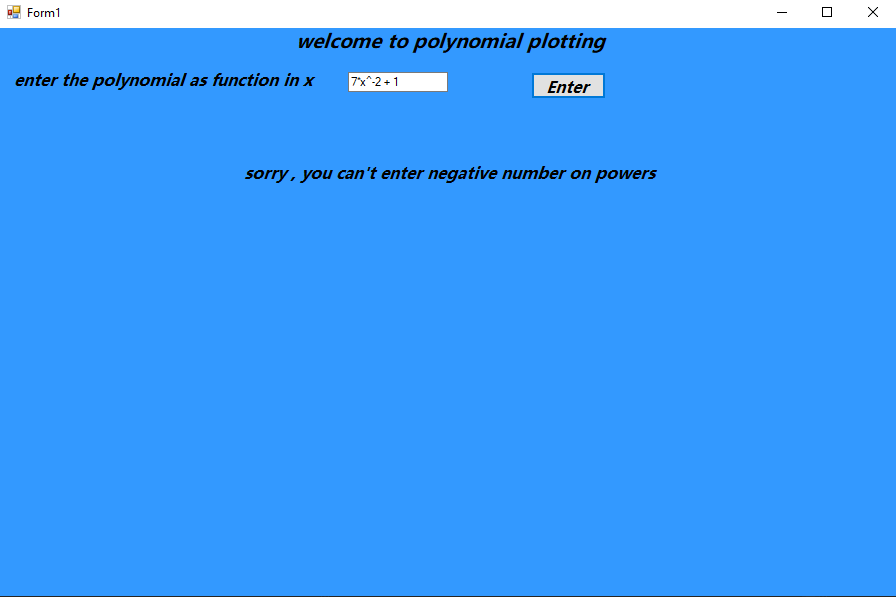 Form1
welcome to polynomial plotting
enter the polynomial as function in x
7*x^-2 + 1
Enter
sorry , you can't enter negative number on powers